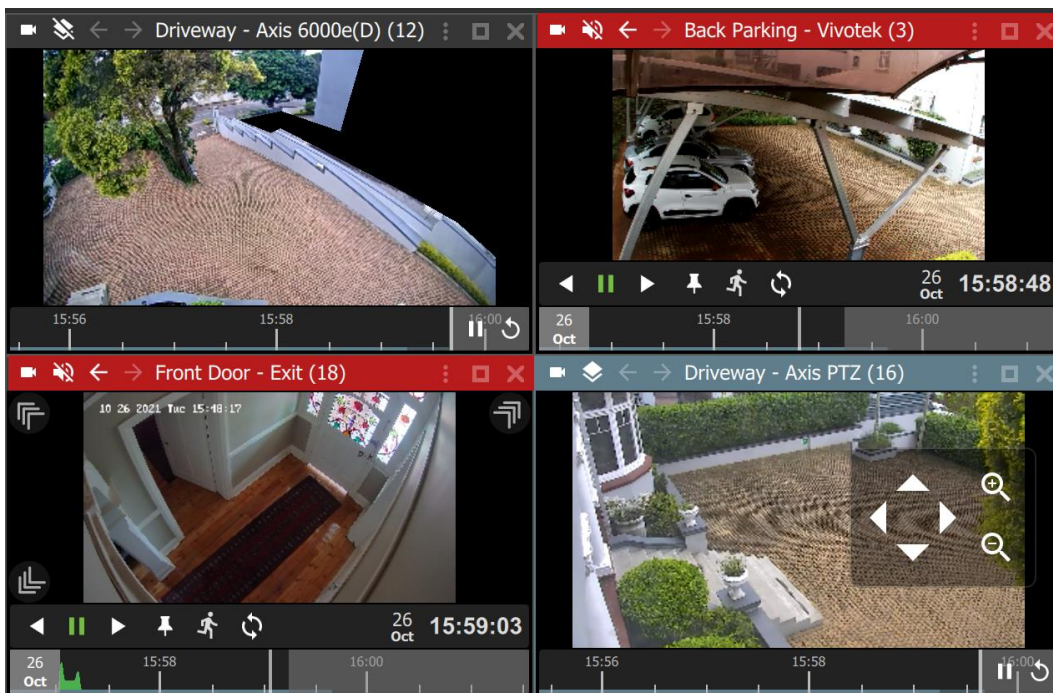 Driveway - Axis 6000e(D) (12)
15:56 15:58 16:00
Back Parking - Vivotek (3)
26 Oct 15:58:48
26 Oct 15:58 16:00
Front Door - Exit (18)
10 26 2021 Tue 15:48:17
26 Oct 15:59:03
26 Oct 15:58 16:00
Driveway - Axis PTZ (16)
15:56 15:58 16:00